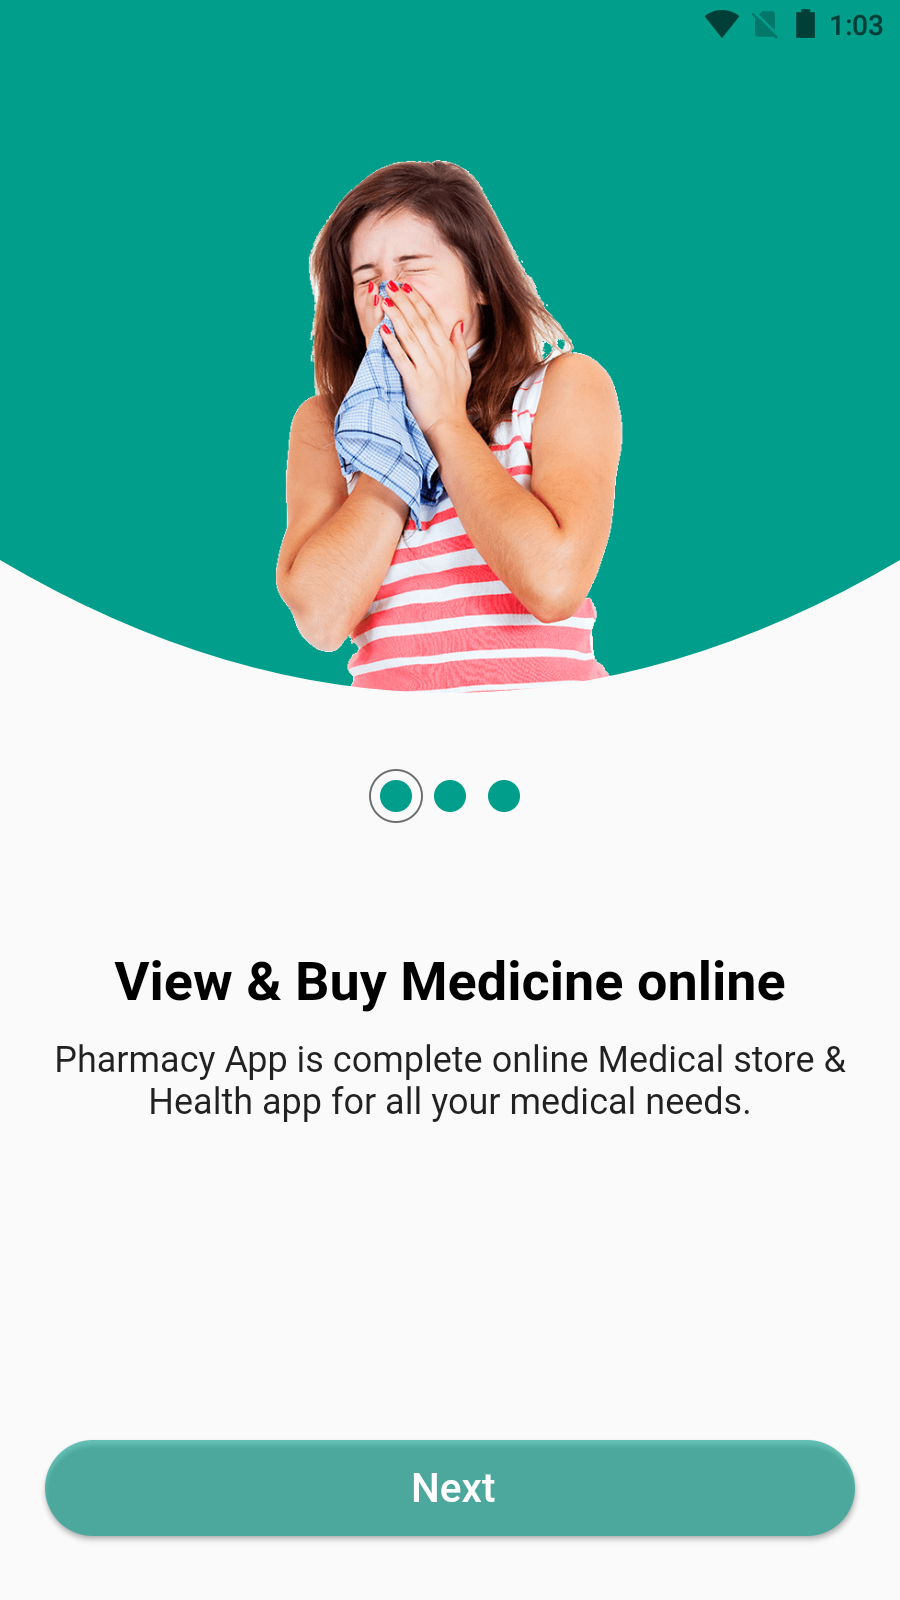 1:03
View & Buy Medicine online
Pharmacy App is complete online Medical store &
Health app for all your medical needs.
Next